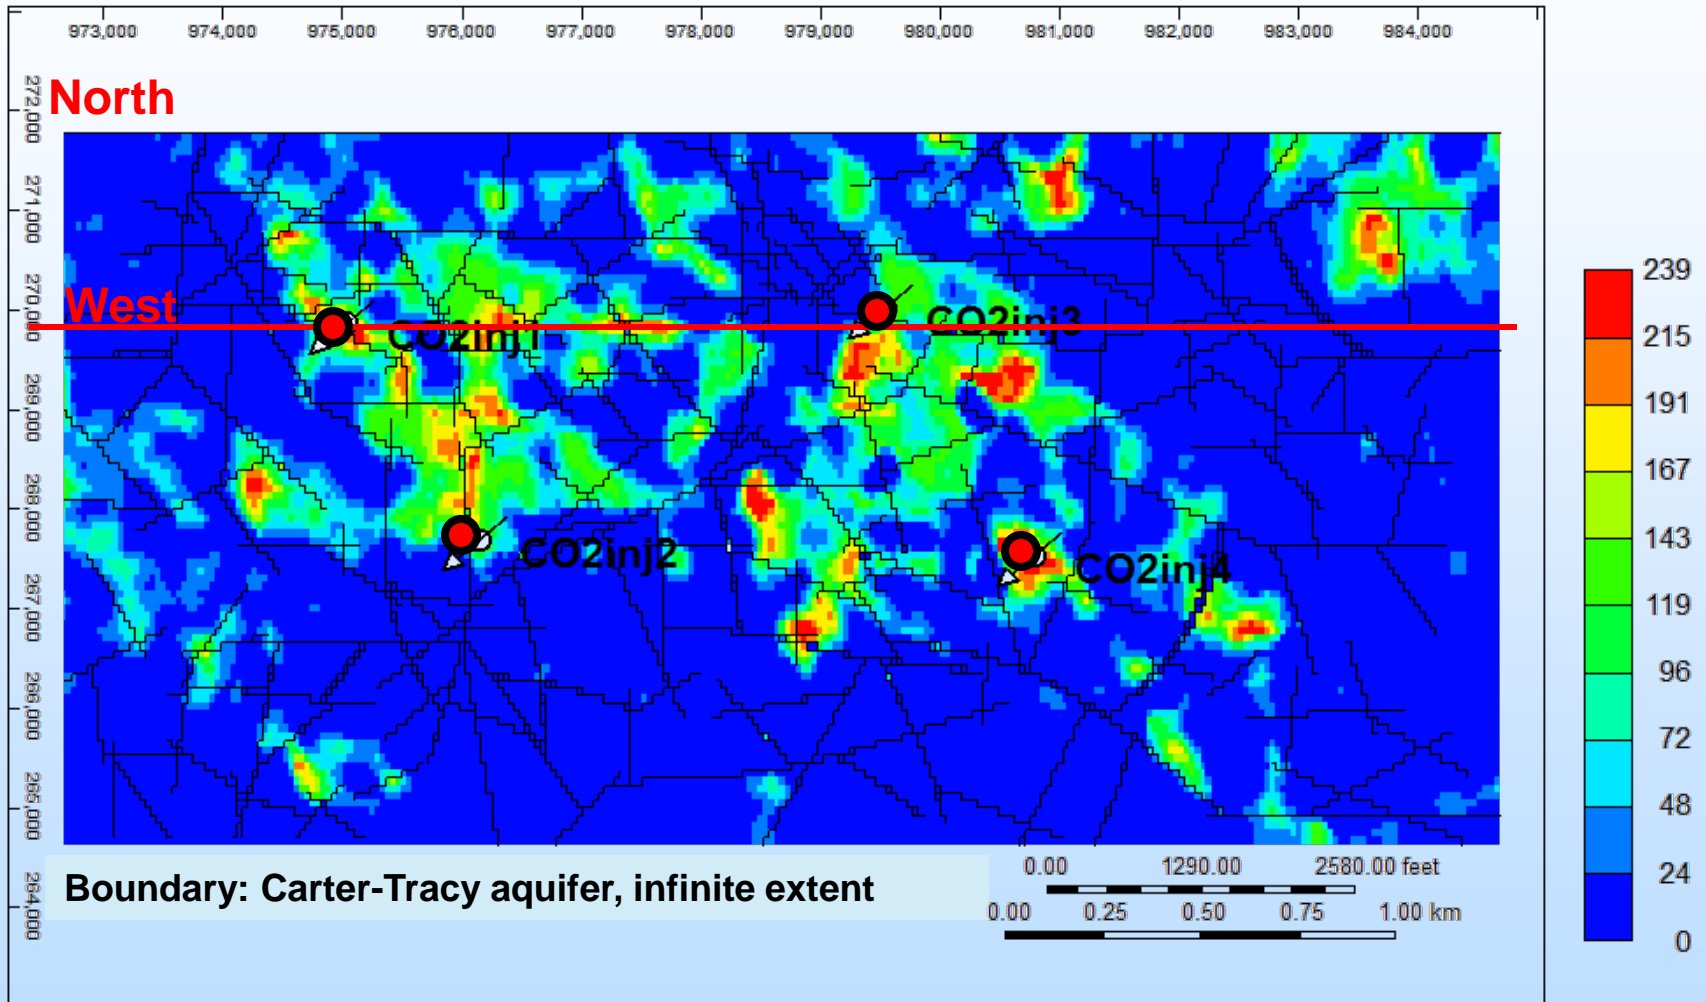 973,000 974,000 975,000 976,000 977,000 978,000 979,000 980,000 981,000 982,000 983,000 984,000
272,000
North
271,000
270,000
West
CO2inj1
CO2inj3
269,000
268,000
CO2inj2
CO2inj4
267,000
266,000
265,000
264,000
239
215
191
167
143
119
96
72
48
24
0
Boundary: Carter-Tracy aquifer, infinite extent
0.00 1290.00 2580.00 feet
0.00 0.25 0.50 0.75 1.00 km